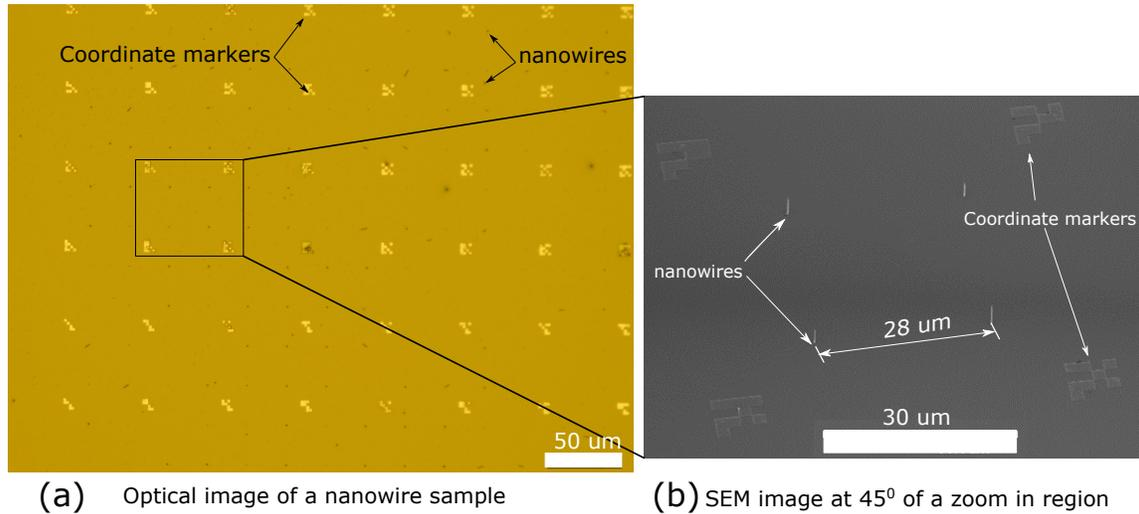 Coordinate markers
nanowires
50 um
Coordinate markers
nanowires
28 um
30 um
(a) Optical image of a nanowire sample
(b) SEM image at 45⁰ of a zoom in region